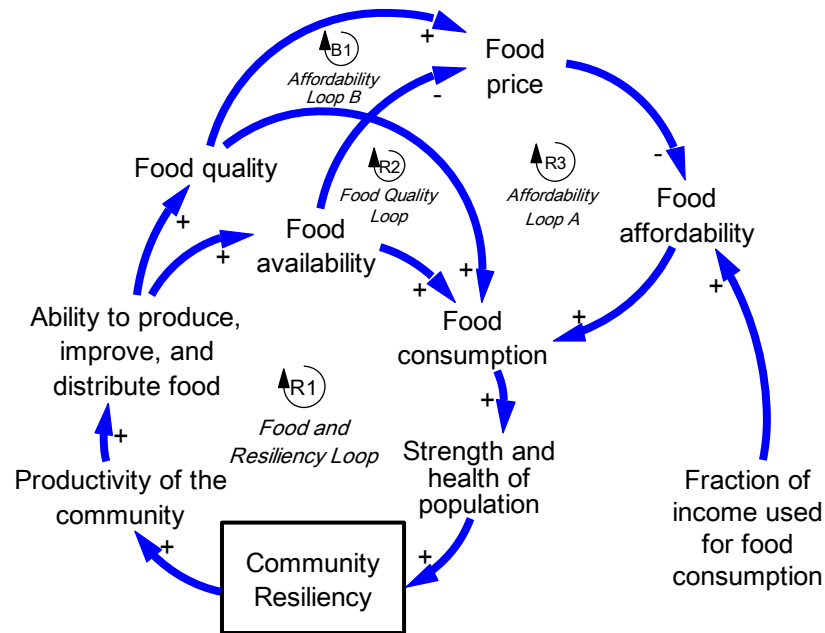 B1
Affordability
Loop B
+
Food
price
-
Food quality
R2
Food Quality
Loop
R3
Affordability
Loop A
-
Food
affordability
+
+
Food
availability
+
+
+
+
Food
consumption
Ability to produce,
improve, and
distribute food
R1
Food and
Resiliency Loop
+
+
Strength and
health of
population
Productivity of the
community
+
+
Community
Resiliency
Fraction of
income used
for food
consumption